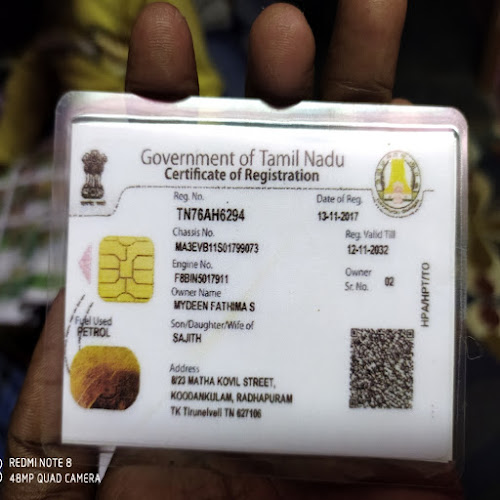 Government of Tamil Nadu
Certificate of Registration
Reg. No.
Date of Reg.
TN76AH6294
13-11-2017
Chassis No.
Reg. Valid Till
MA3EVB11S01799073
12-11-2032
Engine No.
Owner
F8BIN5017911
Sr. No. 02
Owner Name
MYDEEN FATHIMA S
Fuel Used
PETROL
Son/Daughter/Wife of
SAJITH
Address
8/23 MATHA KOVIL STREET,
KOODANKULAM, RADHAPURAM
TK Tirunelveli TN 627106
HPA/HPT/TO
REDMI NOTE 8
48MP QUAD CAMERA